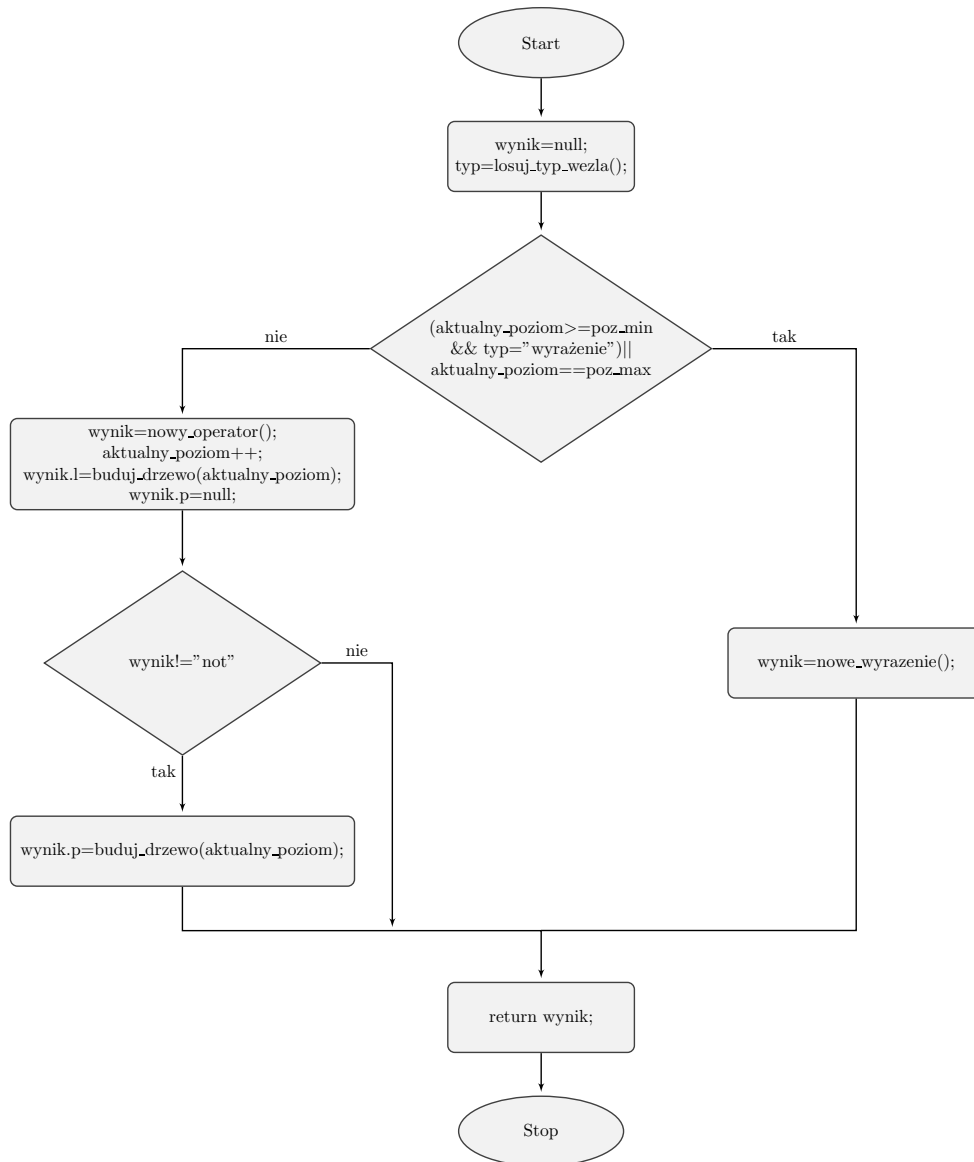 Start
wynik=null;
typ=losuj_typ_wezla();
(aktualny_poziom>=poz_min
&& typ=”wyrażenie”)||
aktualny_poziom==poz_max
nie
tak
wynik=nowy_operator();
aktualny_poziom++;
wynik.l=buduj_drzewo(aktualny_poziom);
wynik.p=null;
wynik!=”not”
nie
tak
wynik=nowe_wyrazenie();
wynik.p=buduj_drzewo(aktualny_poziom);
return wynik;
Stop